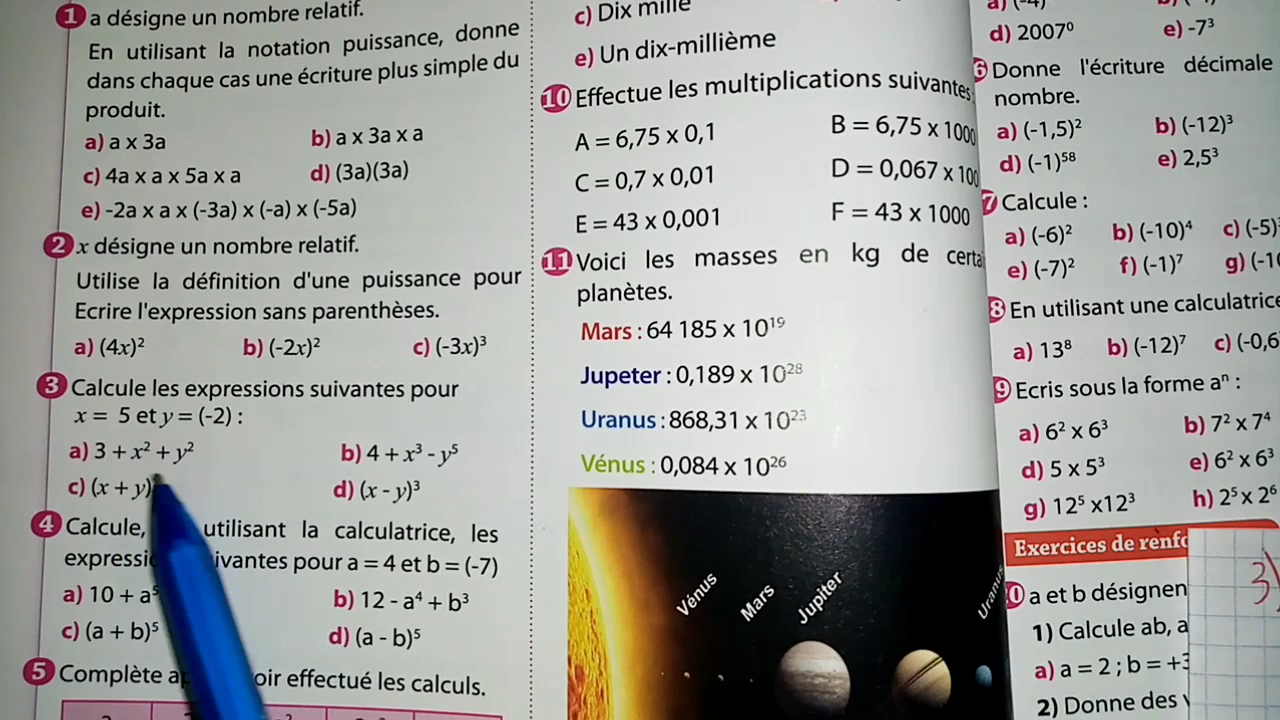 1 a désigne un nombre relatif.
En utilisant la notation puissance, donne
dans chaque cas une écriture plus simple du
produit.
a) a x 3a b) a x 3a x a
c) 4a x a x 5a x a d) (3a)(3a)
e) -2a x a x (-3a) x (-a) x (-5a)
2 x désigne un nombre relatif.
Utilise la définition d'une puissance pour
Ecrire l'expression sans parenthèses.
a) (4x)² b) (-2x)² c) (-3x)³
3 Calcule les expressions suivantes pour
x = 5 et y = (-2) :
a) 3 + x² + y² b) 4 + x³ - y⁵
c) (x + y) d) (x - y)³
4 Calcule, utilisant la calculatrice, les
pour a = 4 et b = (-7)
a) 10 + a⁵ b) 12 - a⁴ + b³
c) (a + b)⁵ d) (a - b)⁵
5 Complète effectué les calculs.
c) Dix mille
e) Un dix-millième
10 Effectue les multiplications suivantes
A = 6,75 x 0,1 B = 6,75 x 1000
C = 0,7 x 0,01 D = 0,067 x 100
E = 43 x 0,001 F = 43 x 1000
11 Voici les masses en kg de
planètes.
Mars : 64 185 x 10¹⁹
Jupeter : 0,189 x 10²⁸
Uranus : 868,31 x 10²³
Vénus : 0,084 x 10²⁶
Vénus
Mars
Jupiter
Uranus
d) 2007⁰ e) -7³
6 Donne l'écriture décimale
nombre.
a) (-1,5)² b) (-12)³
d) (-1)⁵⁸ e) 2,5³
7 Calcule :
a) (-6)² b) (-10)⁴ c) (-5)
e) (-7)² f) (-1)⁷ g)
8 En utilisant une calculatrice
a) 13⁸ b) (-12)⁷ c) (-0,6
9 Ecris sous la forme aⁿ :
a) 6² x 6³ b) 7² x 7⁴
d) 5 x 5³ e) 6² x 6³
g) 12⁵ x12³ h) 2⁵ x 2⁶
Exercices de
a et b désignen
1) Calcule ab, a
a) a = 2 ; b = +3
2) Donne des
3)